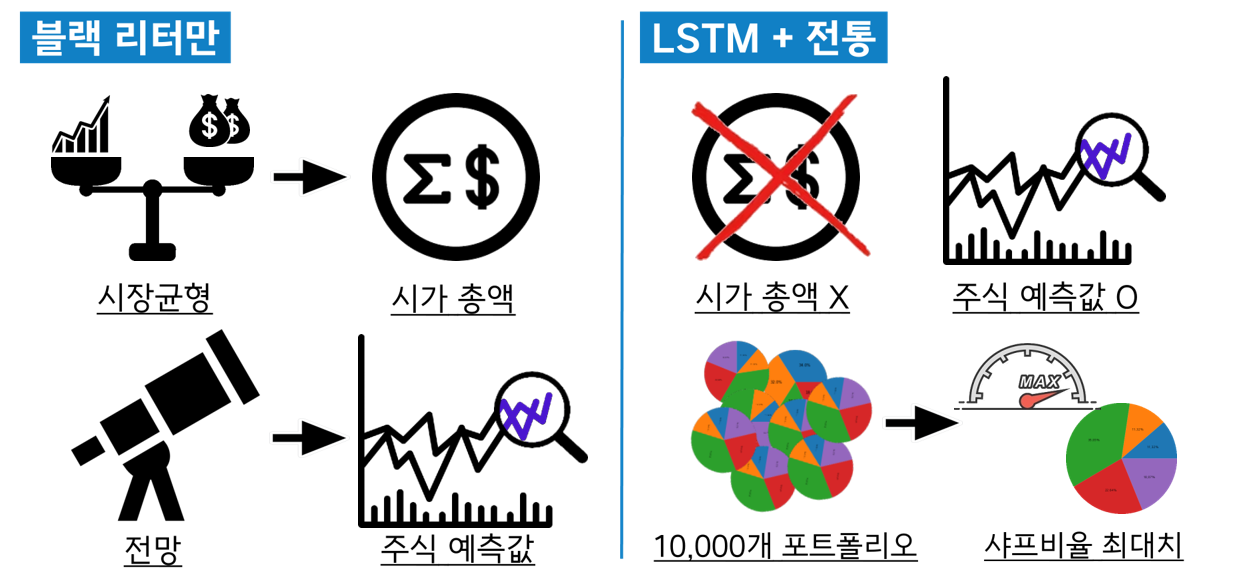 블랙 리터만
시장균형
시가 총액
전망
주식 예측값
LSTM + 전통
시가 총액 X
주식 예측값 O
MAX
10,000개 포트폴리오
샤프비율 최대치